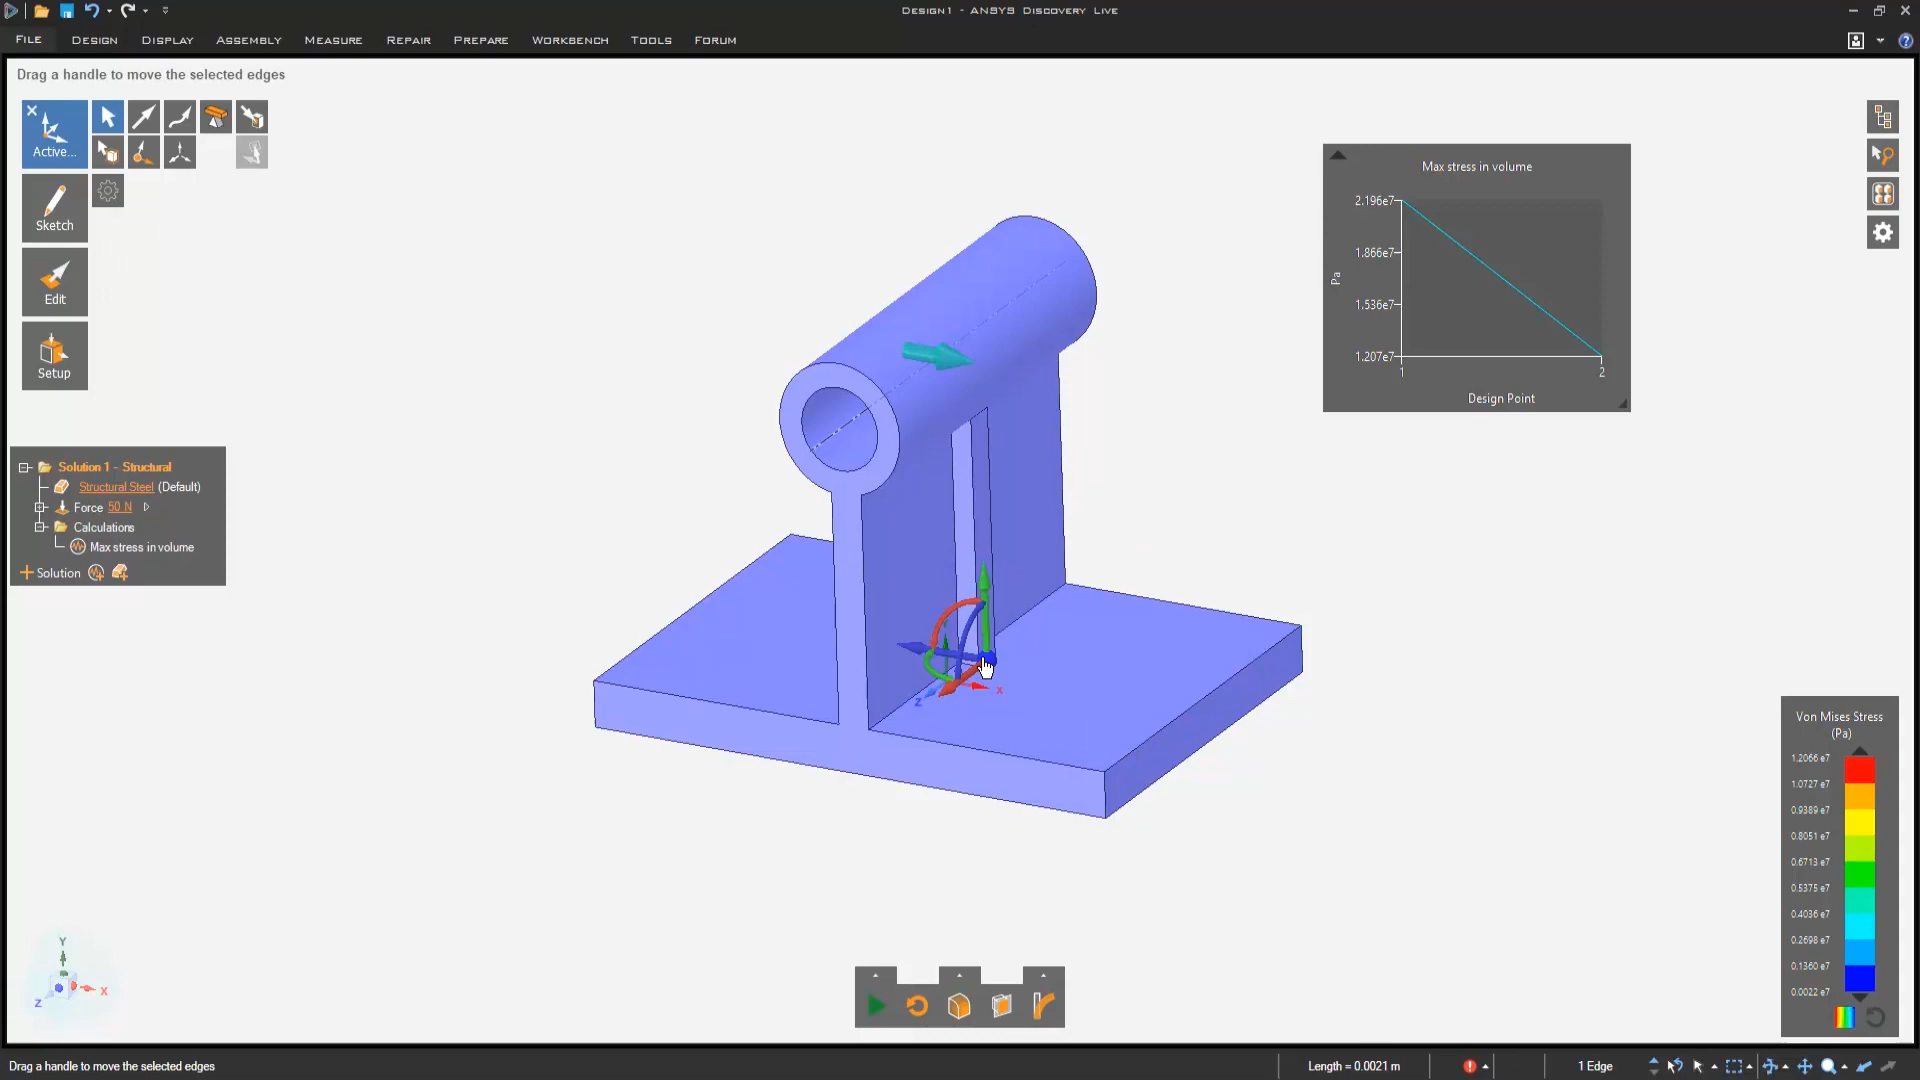 Design1 - ANSYS Discovery Live
FILE DESIGN DISPLAY ASSEMBLY MEASURE REPAIR PREPARE WORKBENCH TOOLS FORUM
Drag a handle to move the selected edges
Active...
Sketch
Edit
Setup
Solution 1 - Structural
Structural Steel (Default)
Force 50 N
Calculations
Max stress in volume
Solution
Max stress in volume
2.196e7
1.866e7
1.536e7
1.207e7
Pa
1 2
Design Point
X
Z
Von Mises Stress
(Pa)
1.2066 e7
1.0727 e7
0.9389 e7
0.8051 e7
0.6713 e7
0.5375 e7
0.4036 e7
0.2698 e7
0.1360 e7
0.0022 e7
Y
X
Z
Drag a handle to move the selected edges
Length = 0.0021 m
1 Edge